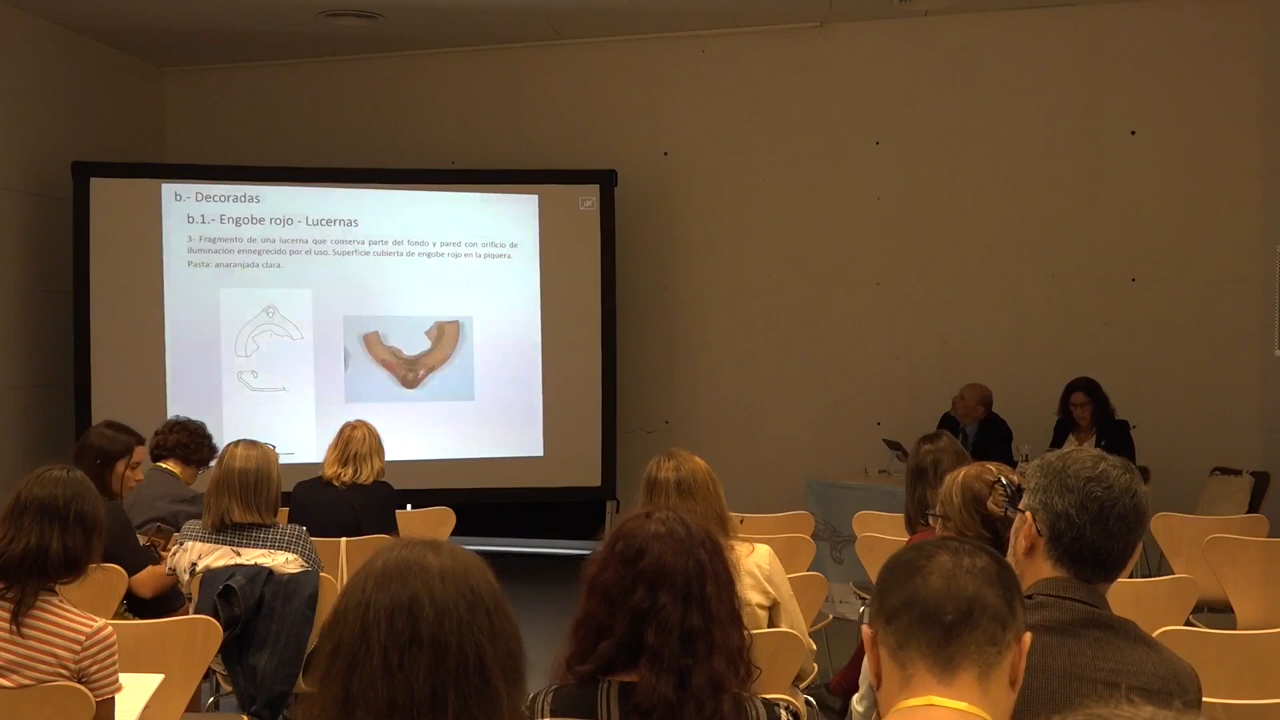 b.- Decoradas
b.1.- Engobe rojo - Lucernas
3- Fragmento de una lucerna que conserva parte del fondo y pared con orificio de
iluminación ennegrecido por el uso. Superficie cubierta de engobe rojo en la piquera.
Pasta: anaranjada clara.